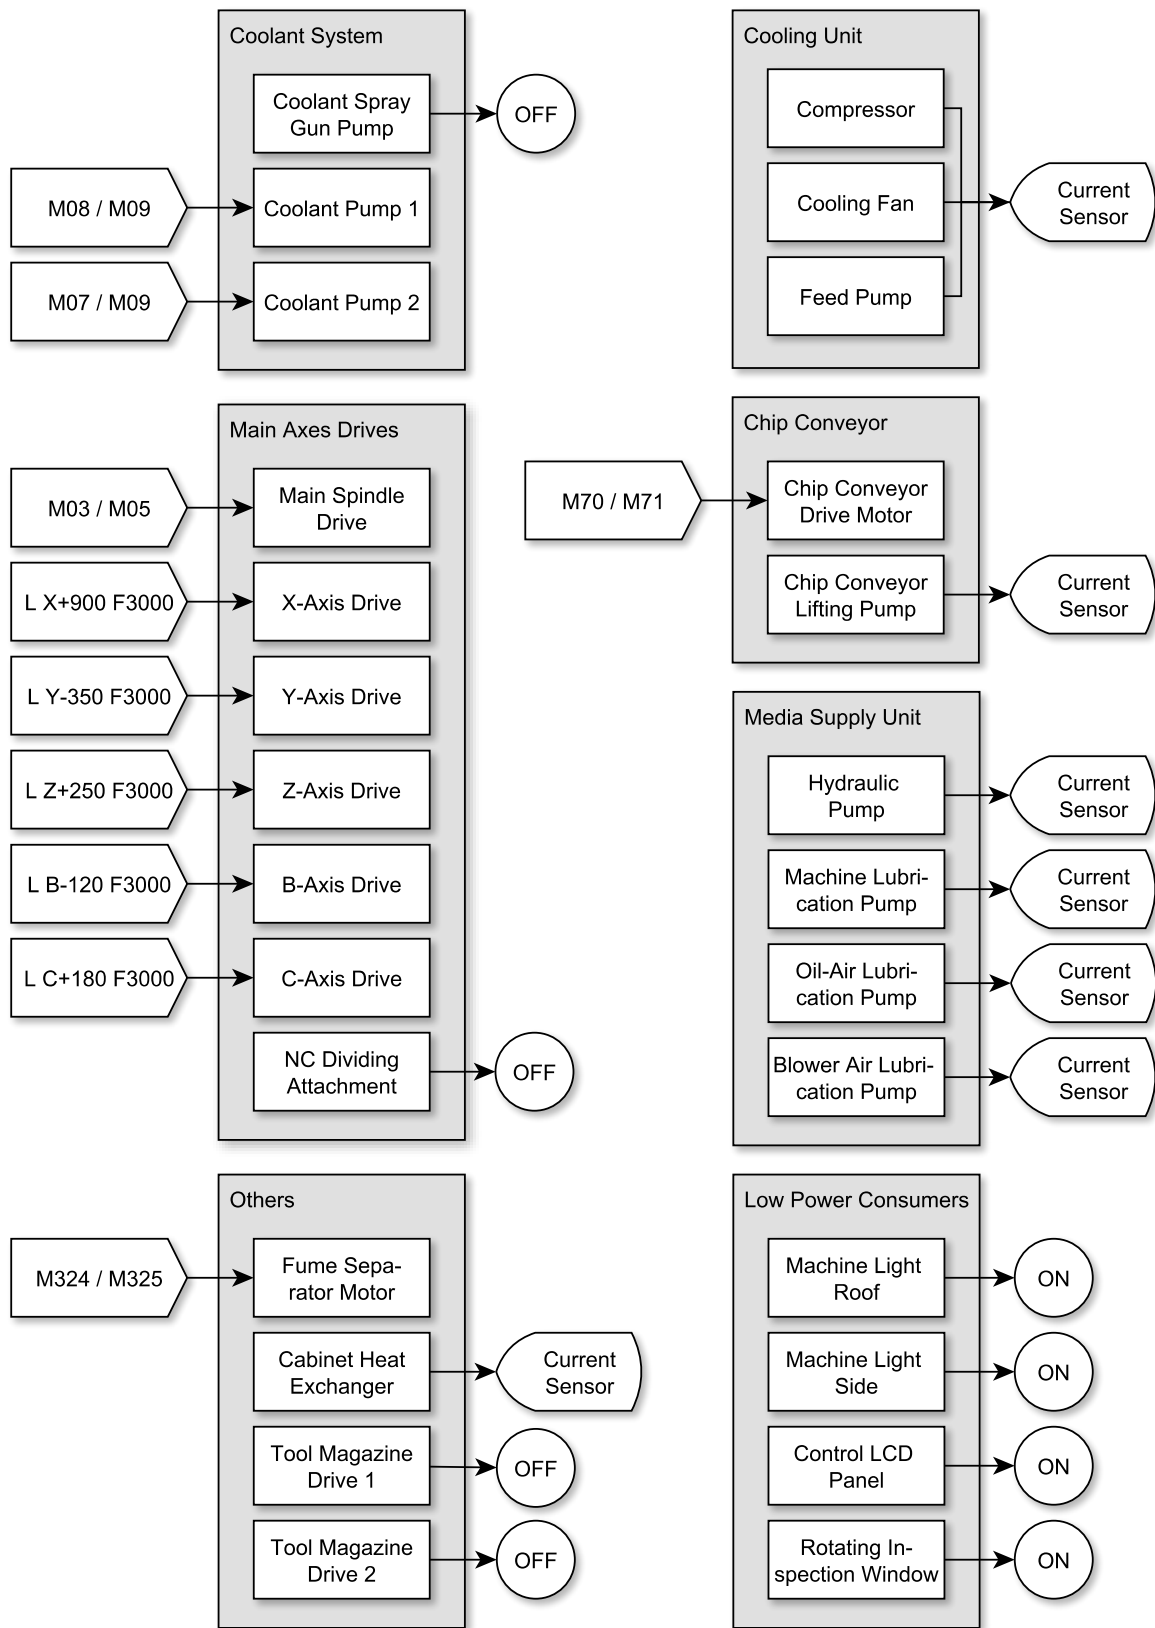 Coolant System
Coolant Spray
Gun Pump
OFF
M08 / M09
Coolant Pump 1
M07 / M09
Coolant Pump 2
Cooling Unit
Compressor
Cooling Fan
Feed Pump
Current
Sensor
Main Axes Drives
M03 / M05
Main Spindle
Drive
L X+900 F3000
X-Axis Drive
L Y-350 F3000
Y-Axis Drive
L Z+250 F3000
Z-Axis Drive
L B-120 F3000
B-Axis Drive
L C+180 F3000
C-Axis Drive
NC Dividing
Attachment
OFF
Chip Conveyor
M70 / M71
Chip Conveyor
Drive Motor
Chip Conveyor
Lifting Pump
Current
Sensor
Media Supply Unit
Hydraulic
Pump
Current
Sensor
Machine Lubri-
cation Pump
Current
Sensor
Oil-Air Lubri-
cation Pump
Current
Sensor
Blower Air Lubri-
cation Pump
Current
Sensor
Others
M324 / M325
Fume Sepa-
rator Motor
Cabinet Heat
Exchanger
Current
Sensor
Tool Magazine
Drive 1
OFF
Tool Magazine
Drive 2
OFF
Low Power Consumers
Machine Light
Roof
ON
Machine Light
Side
ON
Control LCD
Panel
ON
Rotating In-
spection Window
ON